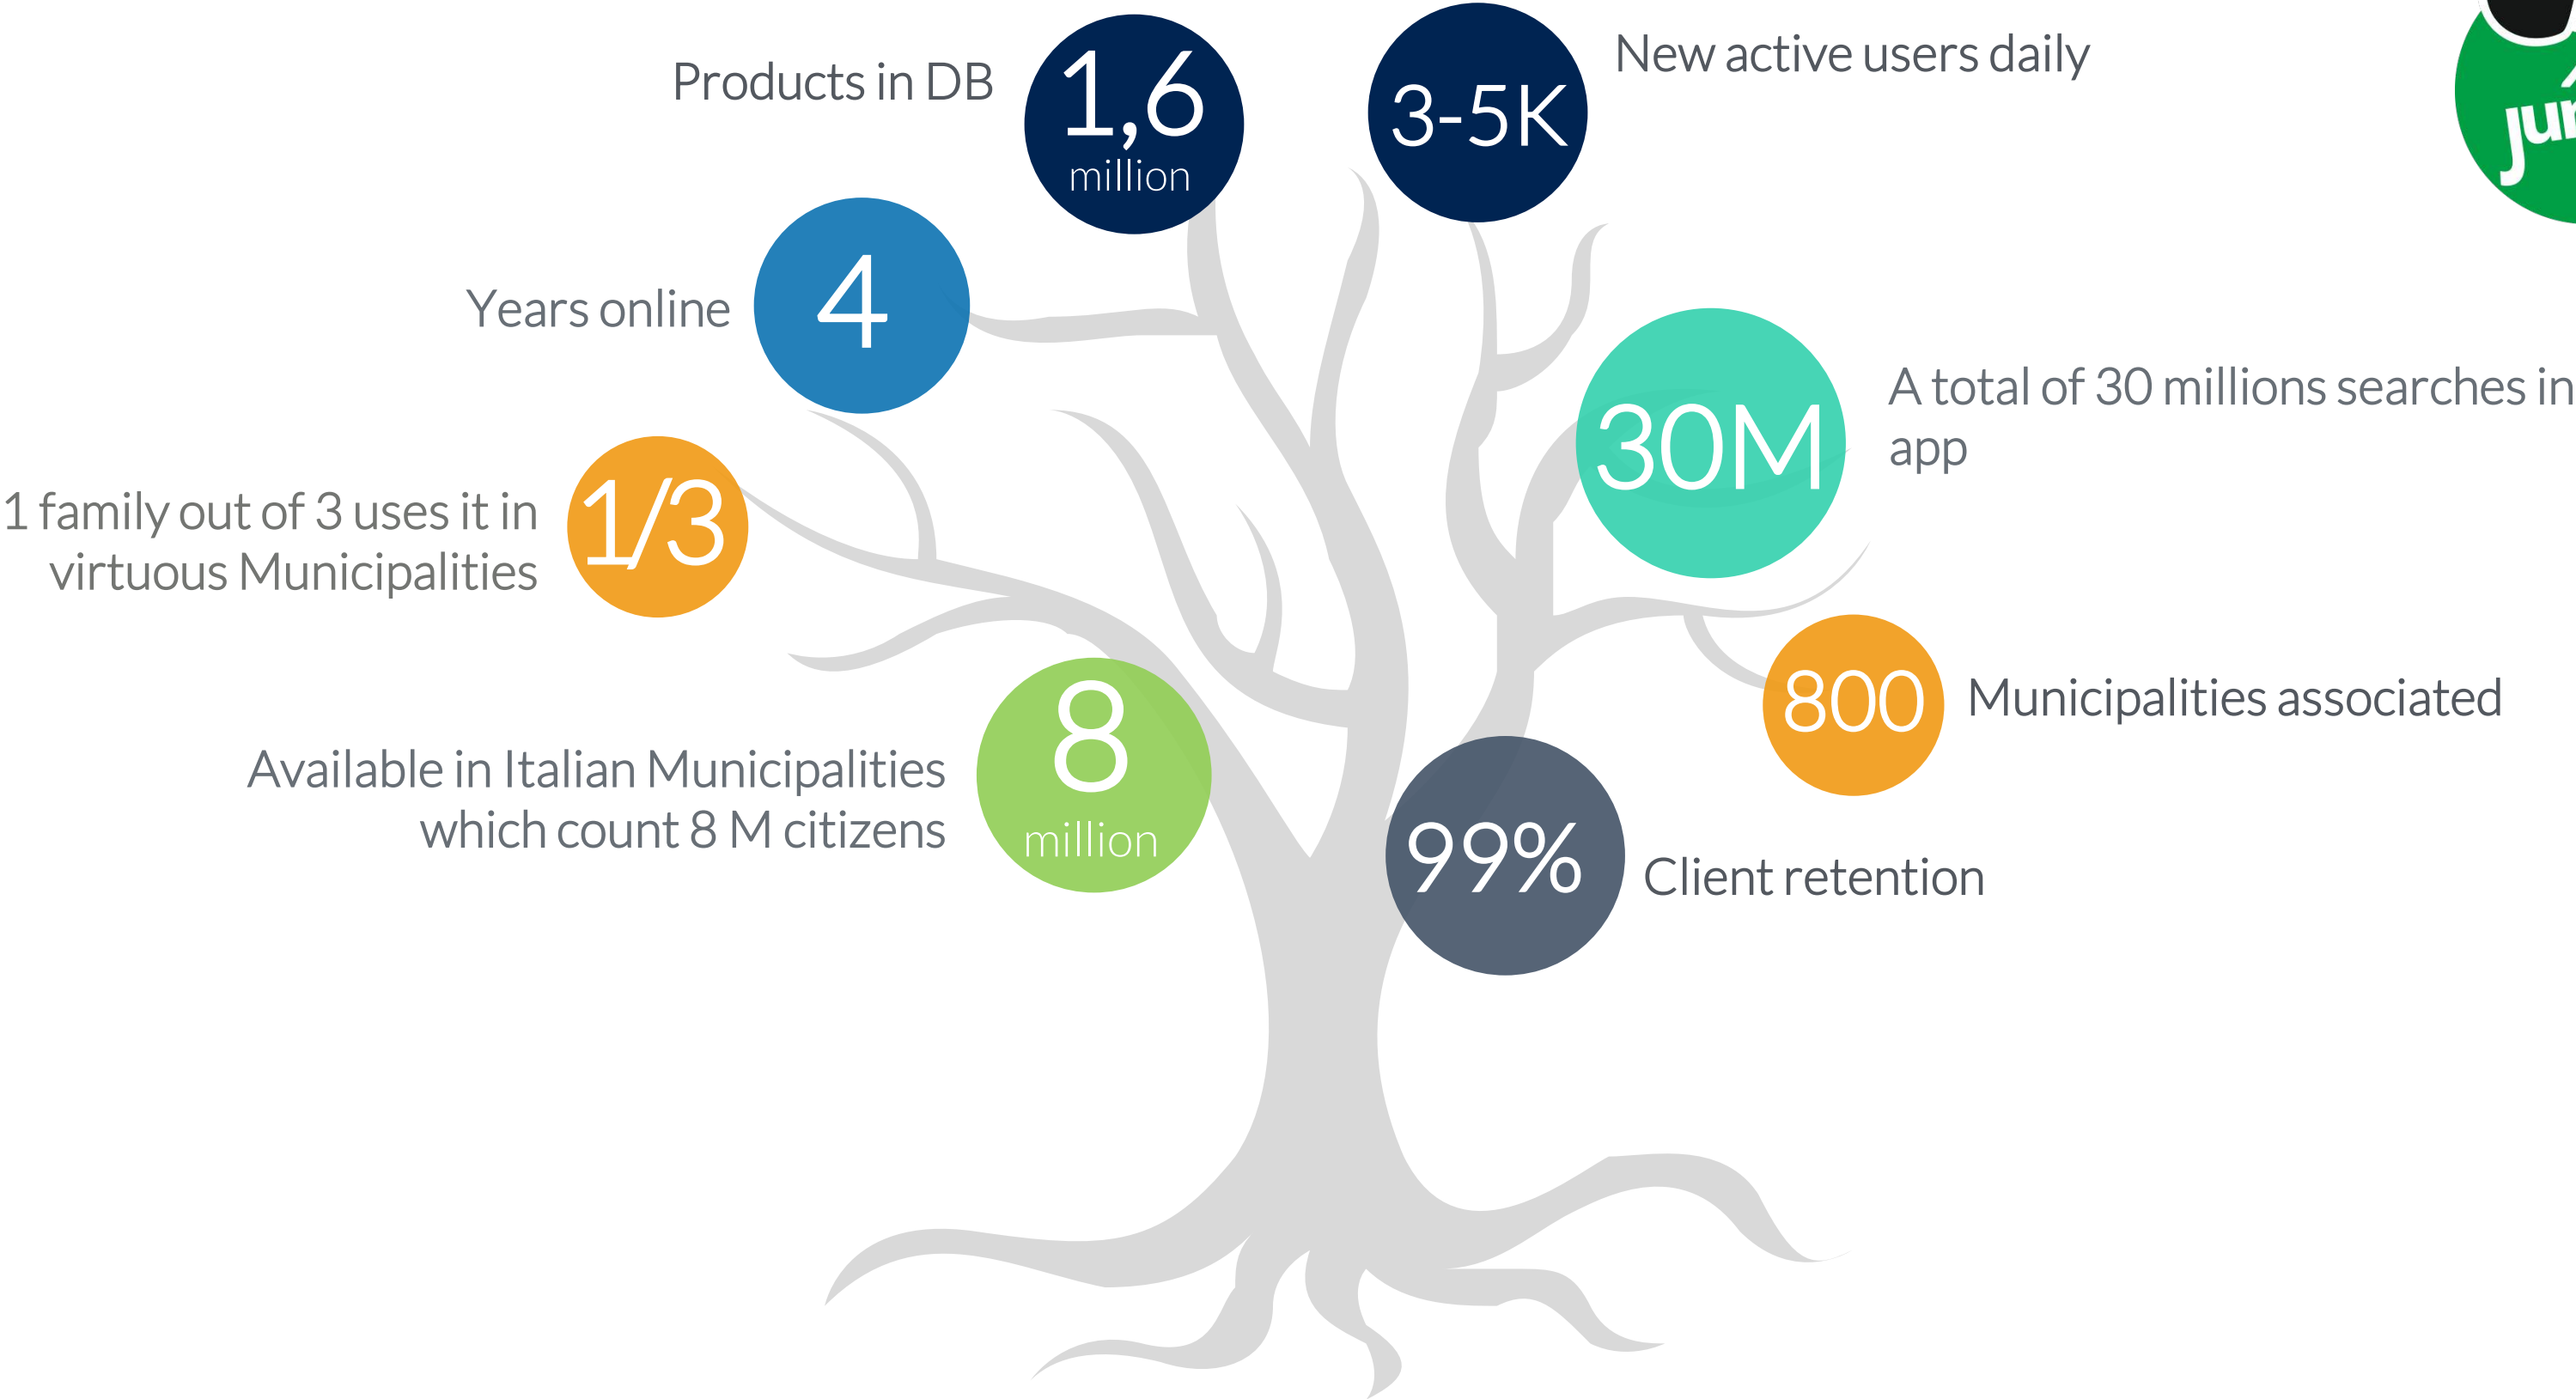 Products in DB
1,6
million
3-5K
New active users daily
Years online
4
30M
A total of 30 millions searches in
app
1 family out of 3 uses it in
virtuous Municipalities
1/3
800
Municipalities associated
Available in Italian Municipalities
which count 8 M citizens
8
million
99%
Client retention